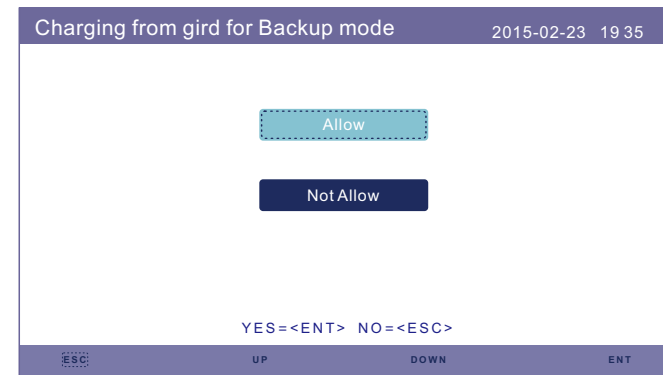 Charging from gird for Backup mode 2015-02-23 19 35
Allow
Not Allow
YES=<ENT> NO=<ESC>
ESC UP DOWN ENT